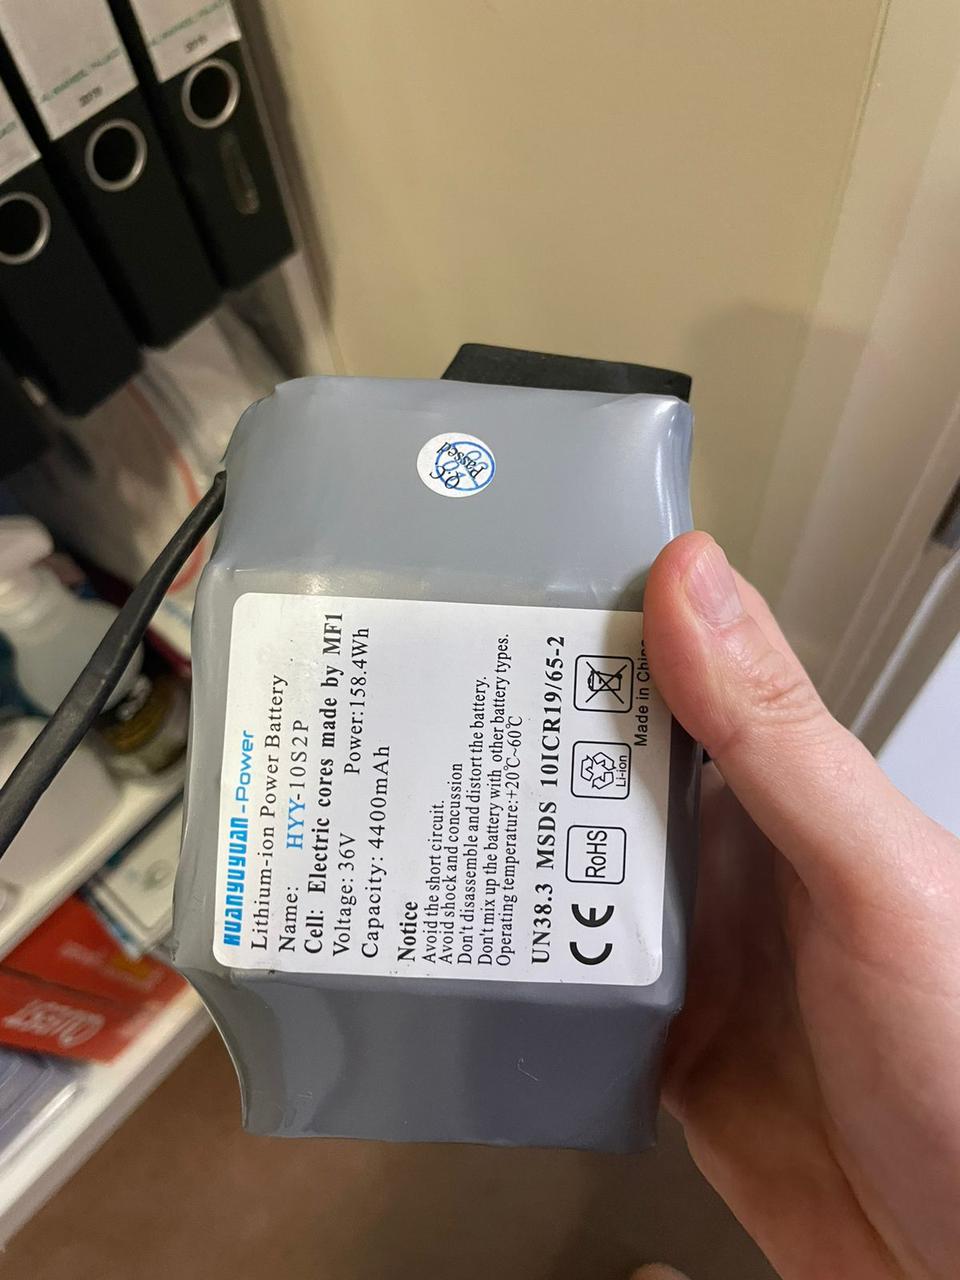 HUANYUYUAN-Power
Lithium-ion Power Battery
Name: HYY-10S2P
Cell: Electric cores made by MF1
Voltage: 36V Power:158.4Wh
Capacity: 4400mAh
Notice
Avoid the short circuit.
Avoid shock and concussion
Don't disassemble and distort the battery.
Don't mix up the battery with other battery types.
Operating temperature:+20℃~60℃
UN38.3 MSDS 10ICR19/65-2
CE RoHS Li-ion
Made in China
Q.C.
Passed
2019
2019